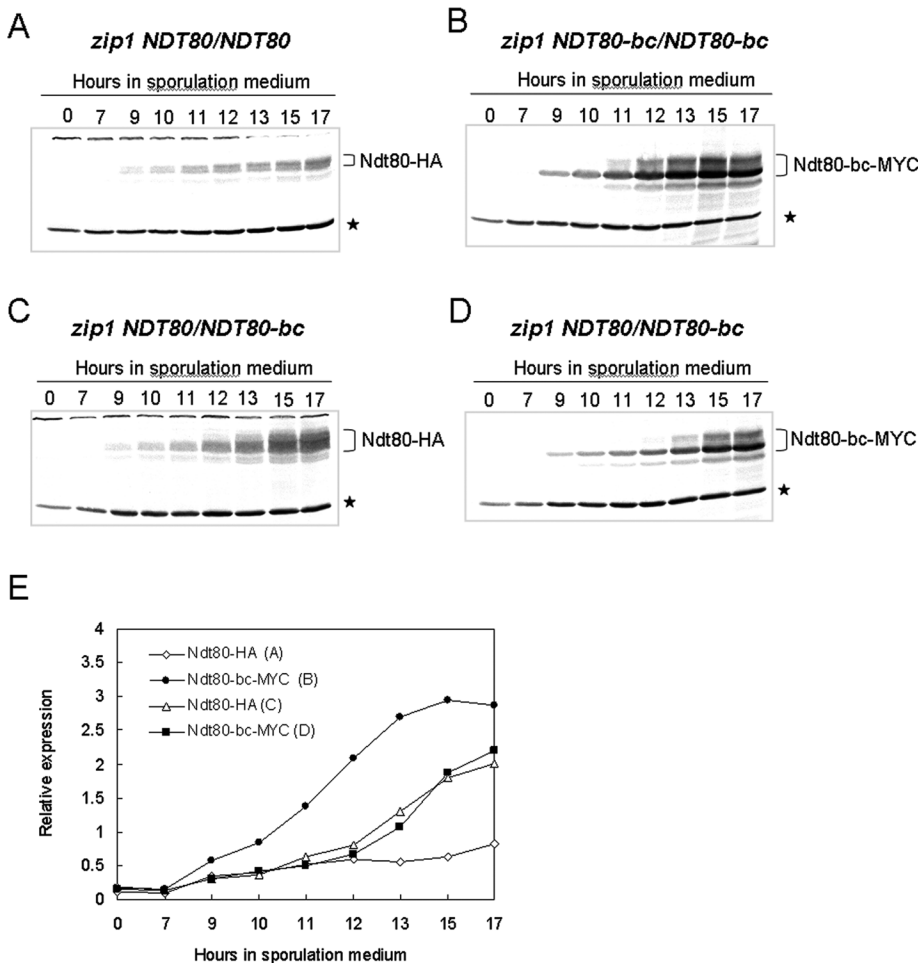 A
zip1 NDT80/NDT80
Hours in sporulation medium
0 7 9 10 11 12 13 15 17
Ndt80-HA
★
B
zip1 NDT80-bc/NDT80-bc
Hours in sporulation medium
0 7 9 10 11 12 13 15 17
Ndt80-bc-MYC
★
C
zip1 NDT80/NDT80-bc
Hours in sporulation medium
0 7 9 10 11 12 13 15 17
Ndt80-HA
★
D
zip1 NDT80/NDT80-bc
Hours in sporulation medium
0 7 9 10 11 12 13 15 17
Ndt80-bc-MYC
★
E
Relative expression
4
3.5
3
2.5
2
1.5
1
0.5
0
Ndt80-HA (A)
Ndt80-bc-MYC (B)
Ndt80-HA (C)
Ndt80-bc-MYC (D)
0 7 9 10 11 12 13 15 17
Hours in sporulation medium